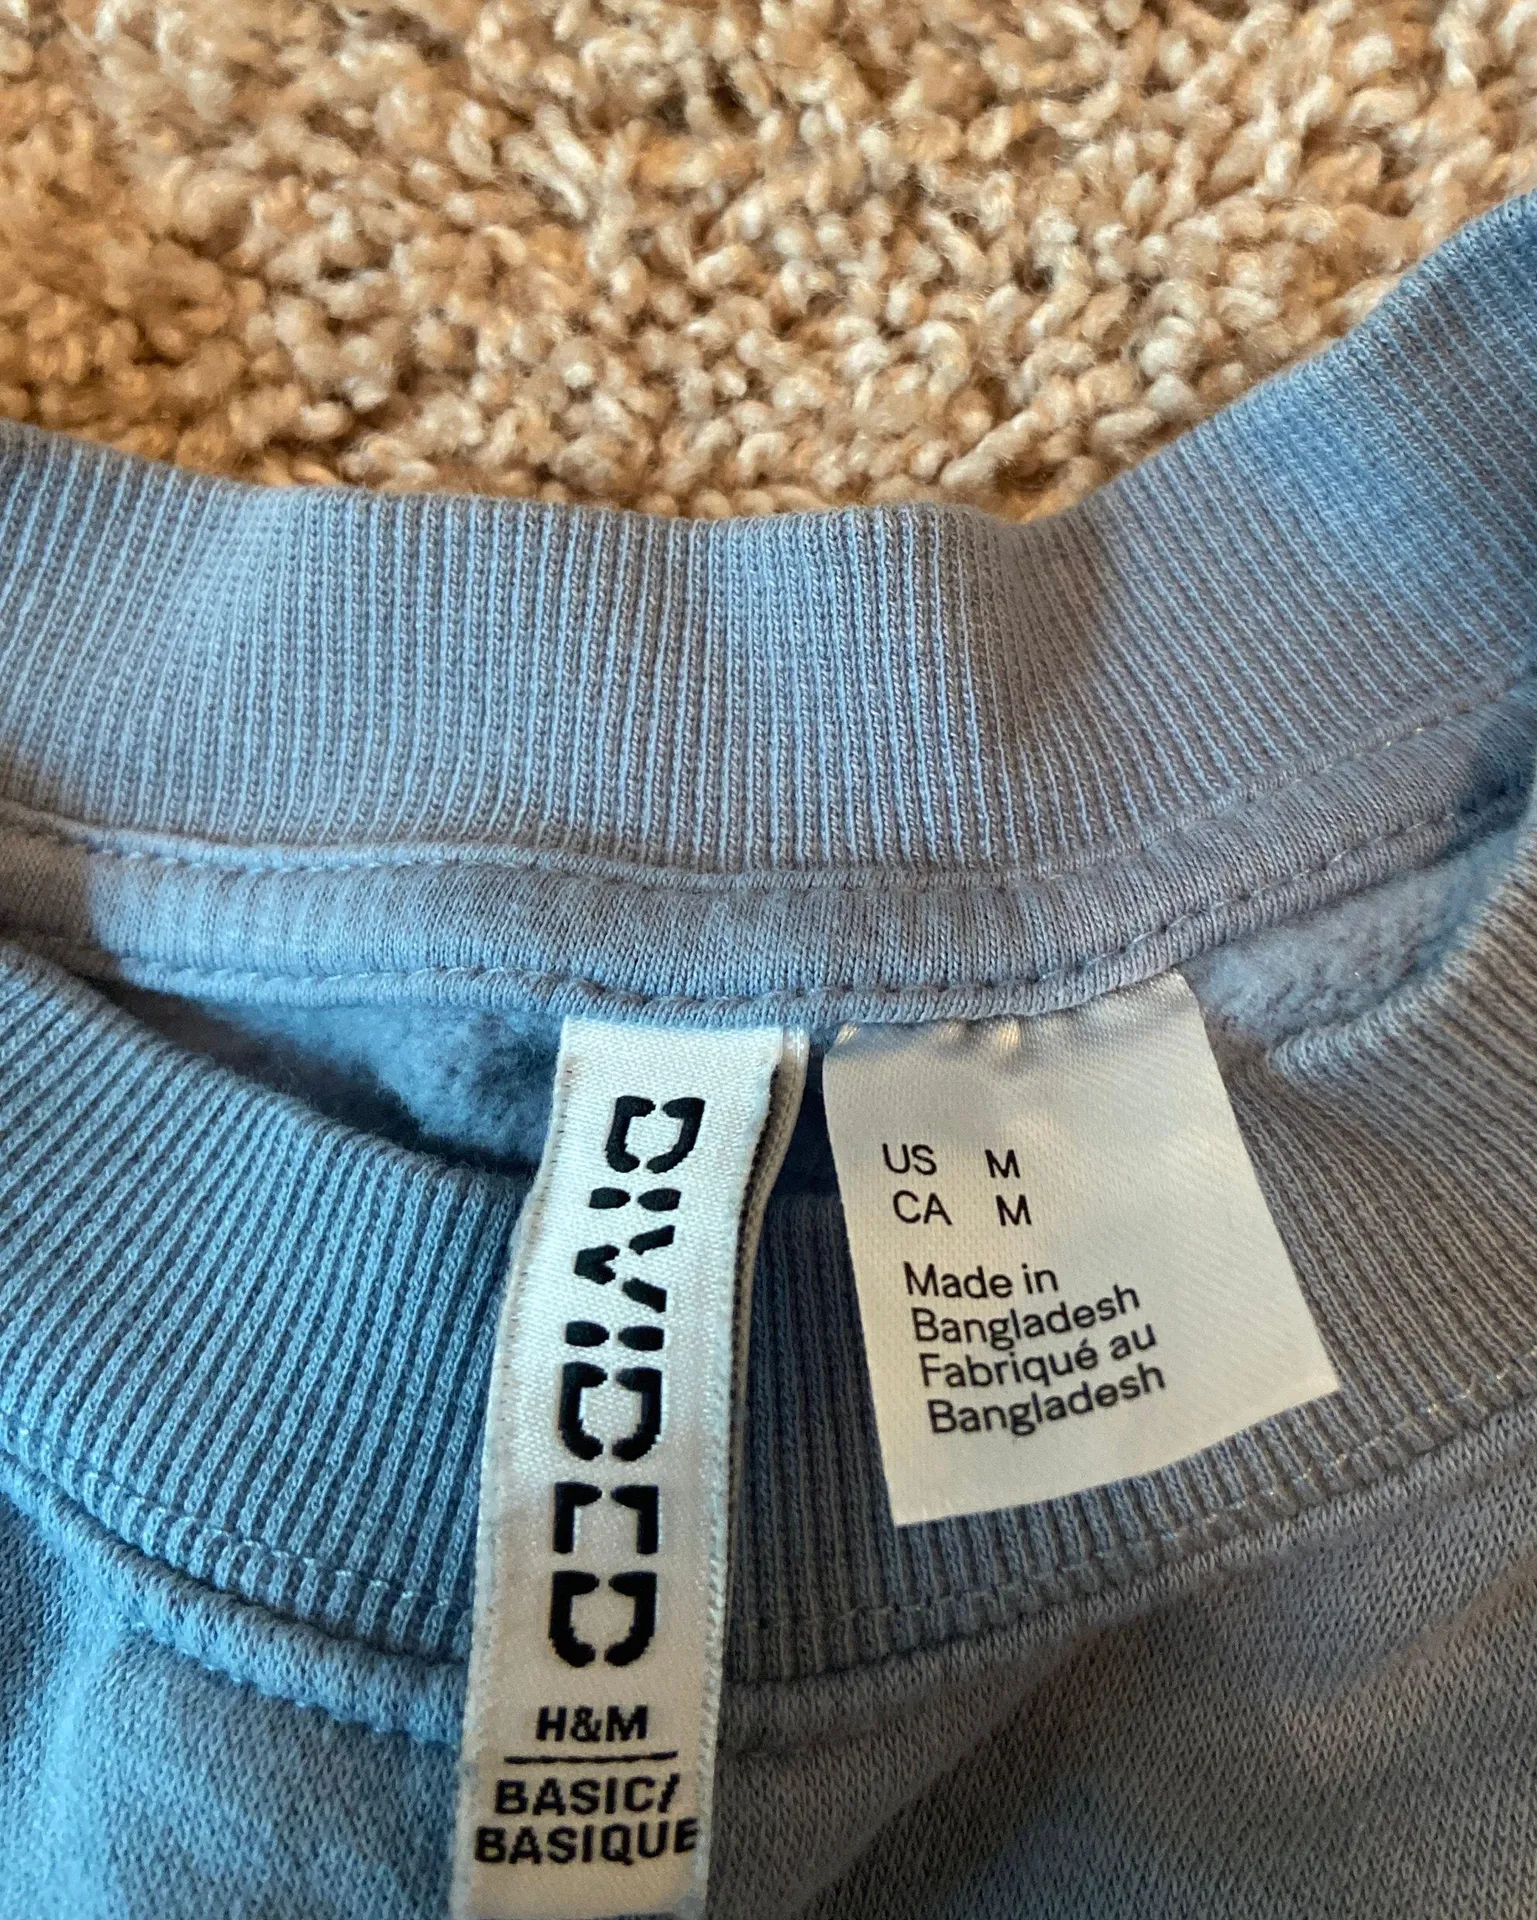 DIVIDED
H&M
BASIC/
BASIQUE
US M
CA M
Made in
Bangladesh
Fabriqué au
Bangladesh